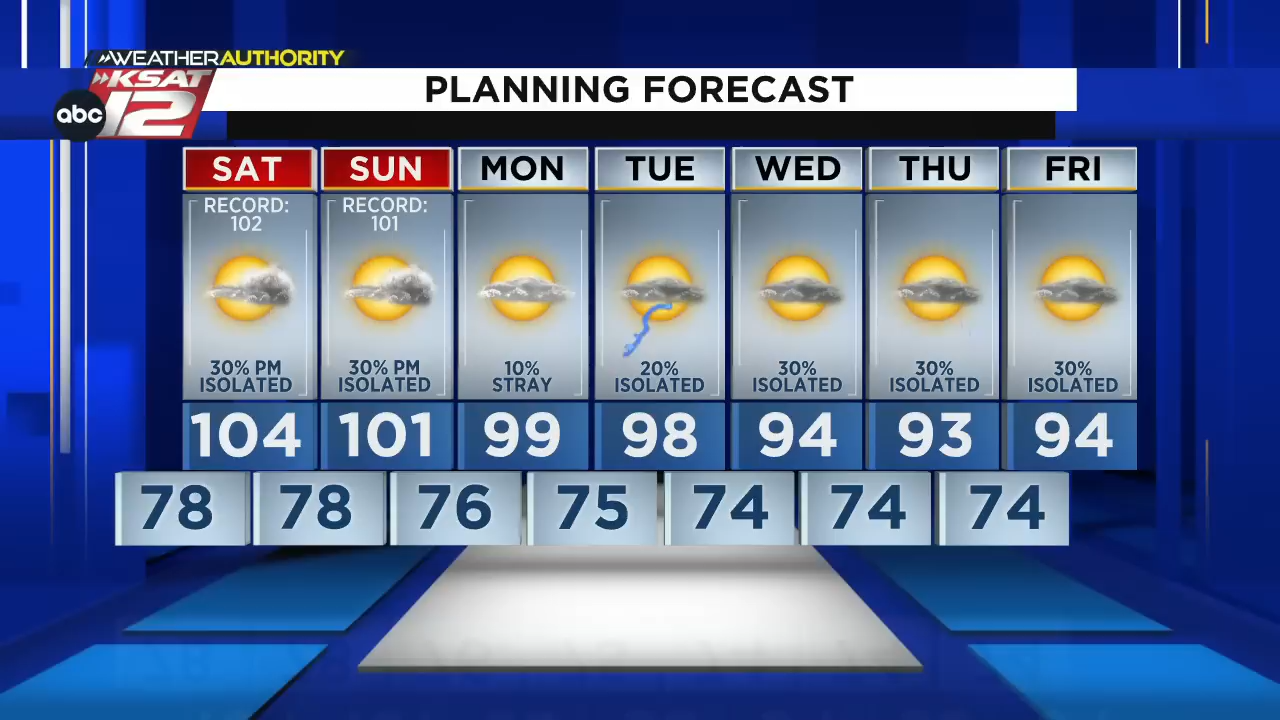 WEATHERAUTHORITY
KSAT
abc 12
PLANNING FORECAST
SAT SUN MON TUE WED THU FRI
RECORD: RECORD:
102 101
30% PM 30% PM 10% 20% 30% 30% 30%
ISOLATED ISOLATED STRAY ISOLATED ISOLATED ISOLATED ISOLATED
104 101 99 98 94 93 94
78 78 76 75 74 74 74